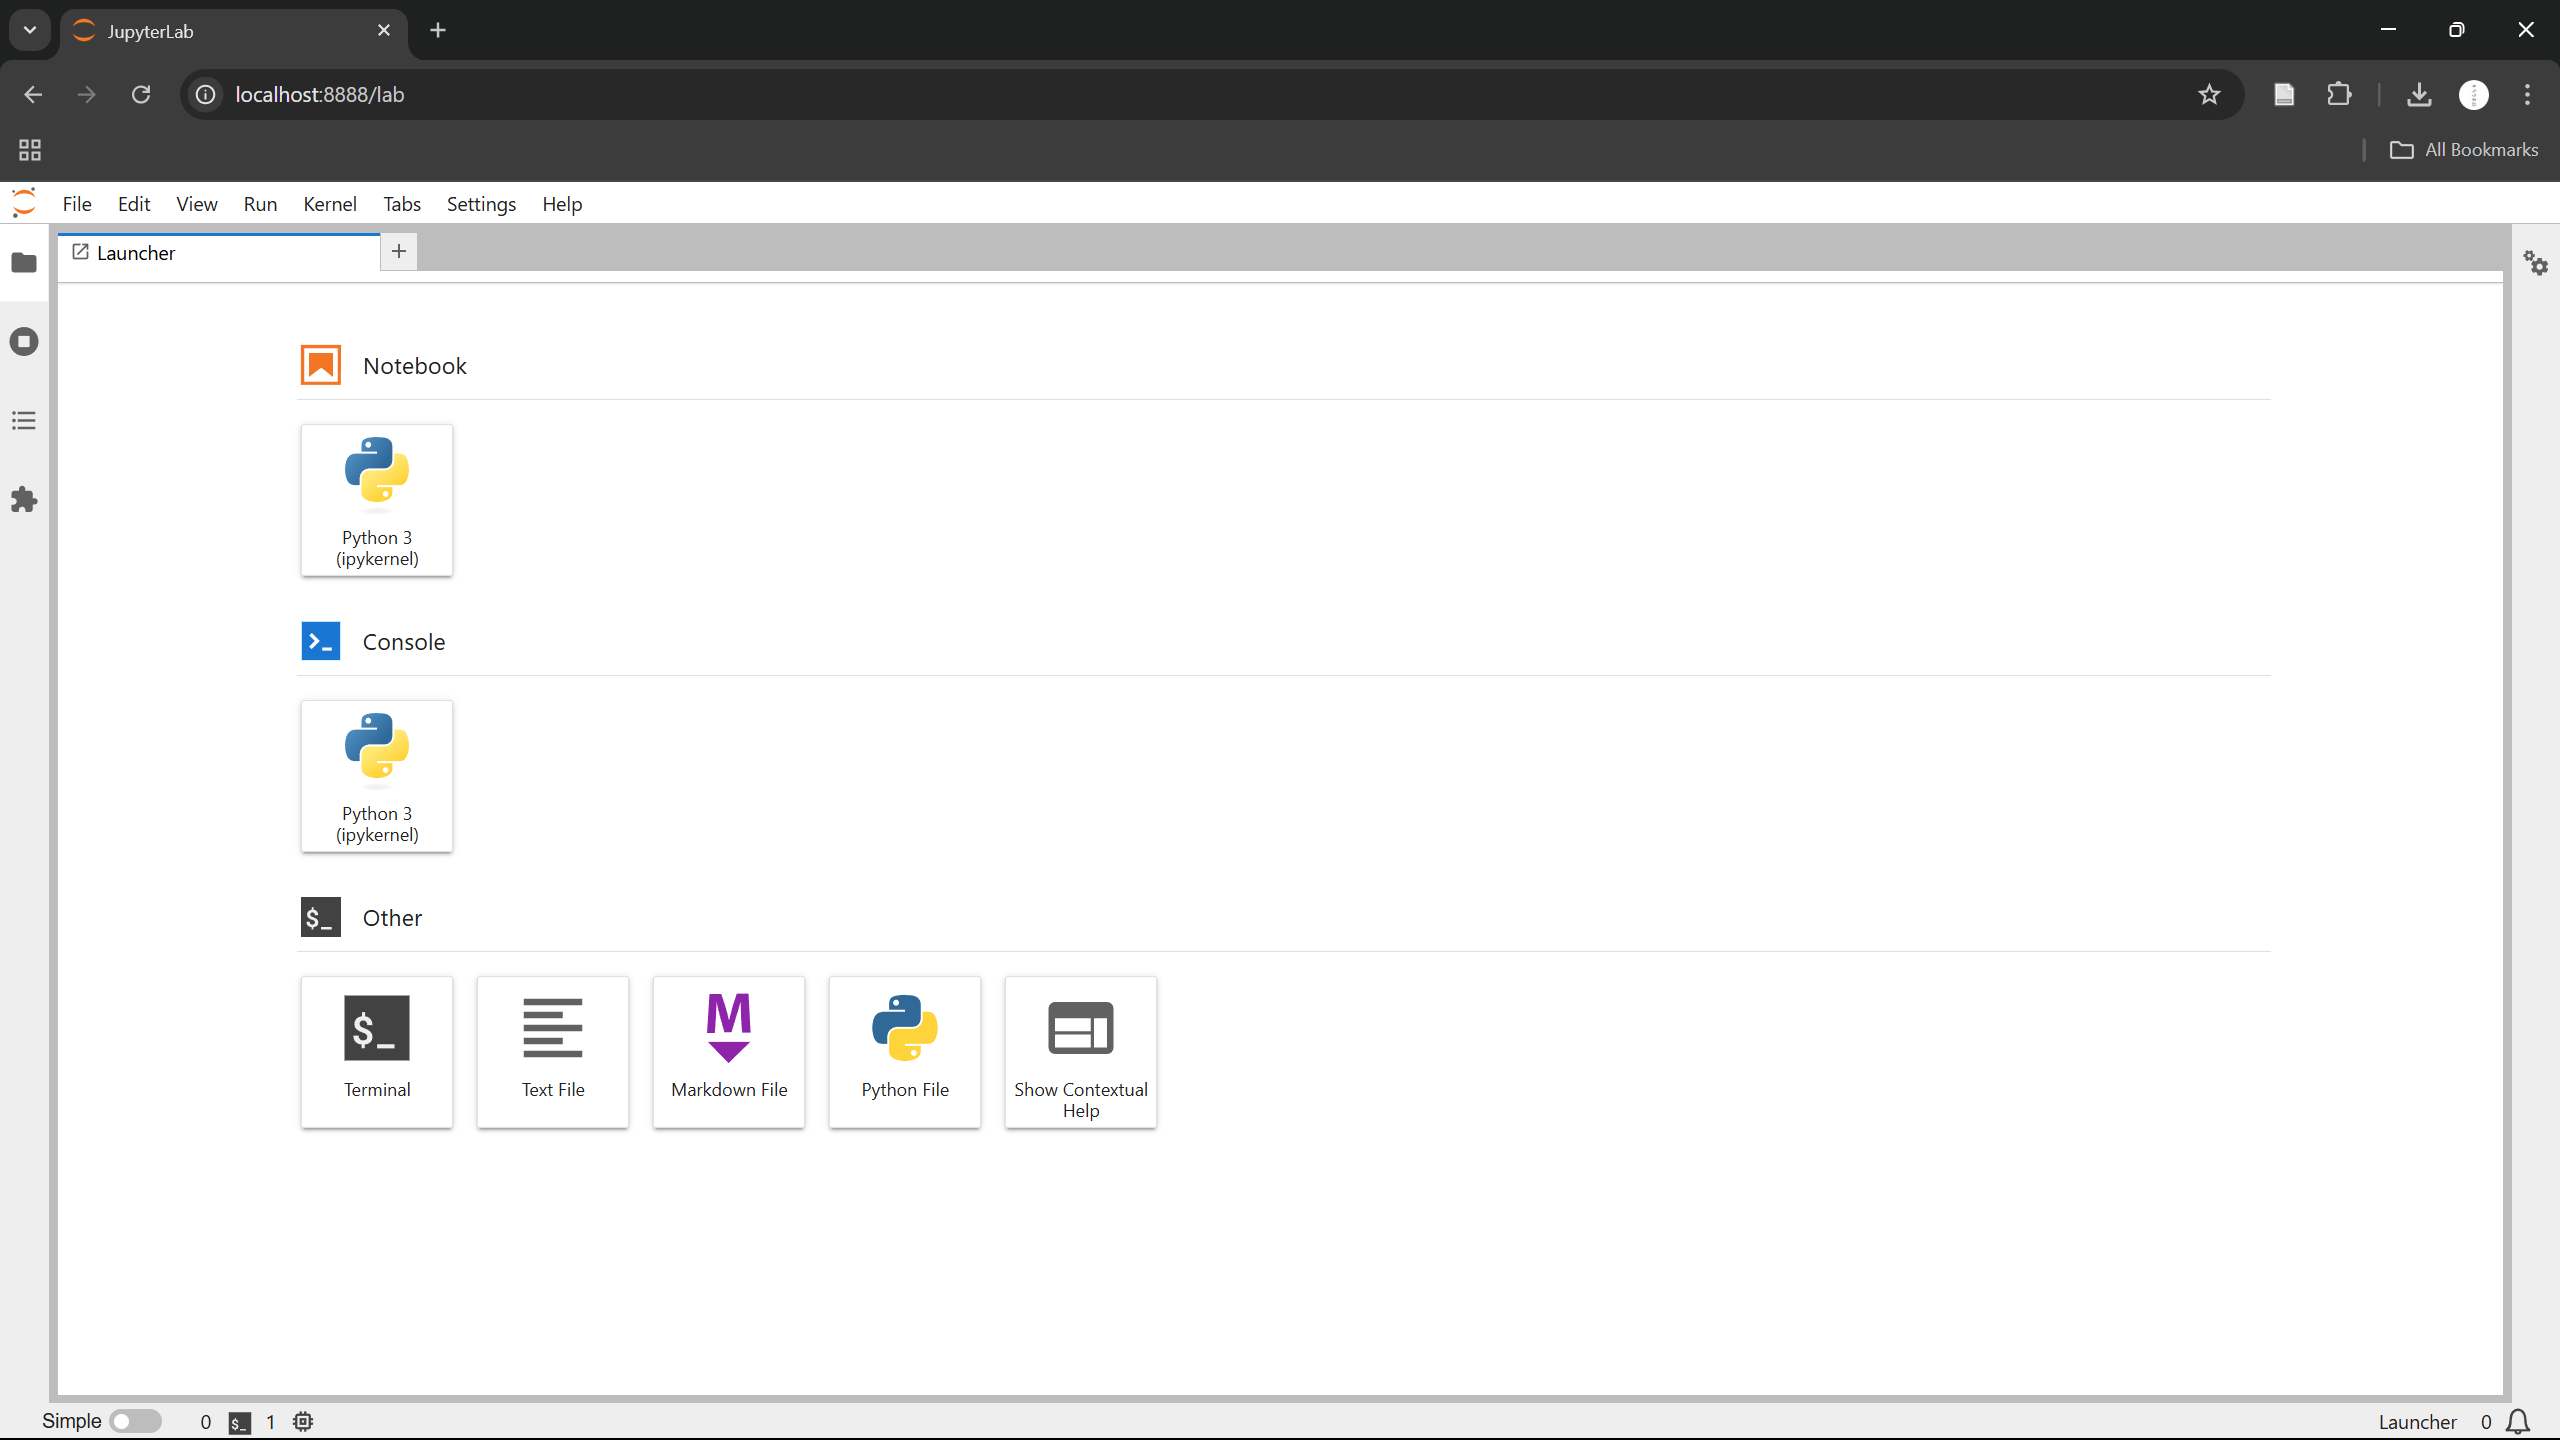 JupyterLab
localhost:8888/lab
All Bookmarks
File Edit View Run Kernel Tabs Settings Help
Launcher
Notebook
Python 3
(ipykernel)
Console
Python 3
(ipykernel)
$_ Other
$_
M
Terminal
Text File
Markdown File
Python File
Show Contextual
Help
Simple 0 $_ 1
Launcher 0